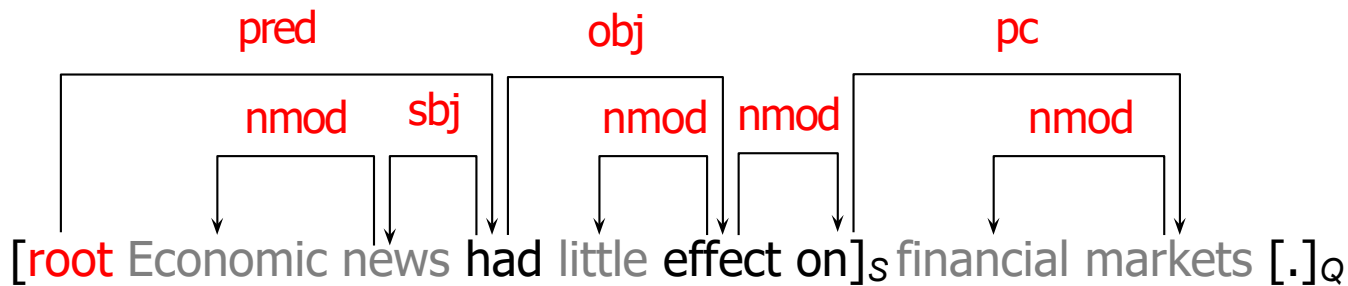 pred obj pc
nmod sbj nmod nmod nmod
[root Economic news had little effect on]S financial markets [.]Q